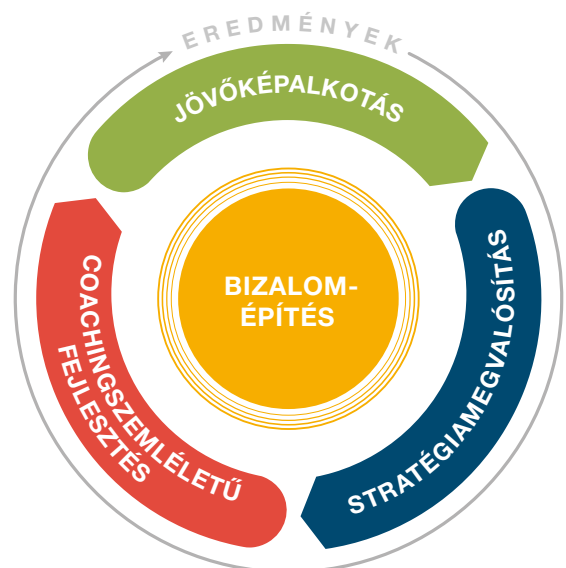 EREDMÉNYEK
JÖVŐKÉPALKOTÁS
BIZALOM-
ÉPÍTÉS
STRATÉGIAMEGVALÓSÍTÁS
COACHINGSZEMLÉLETŰ
FEJLESZTÉS